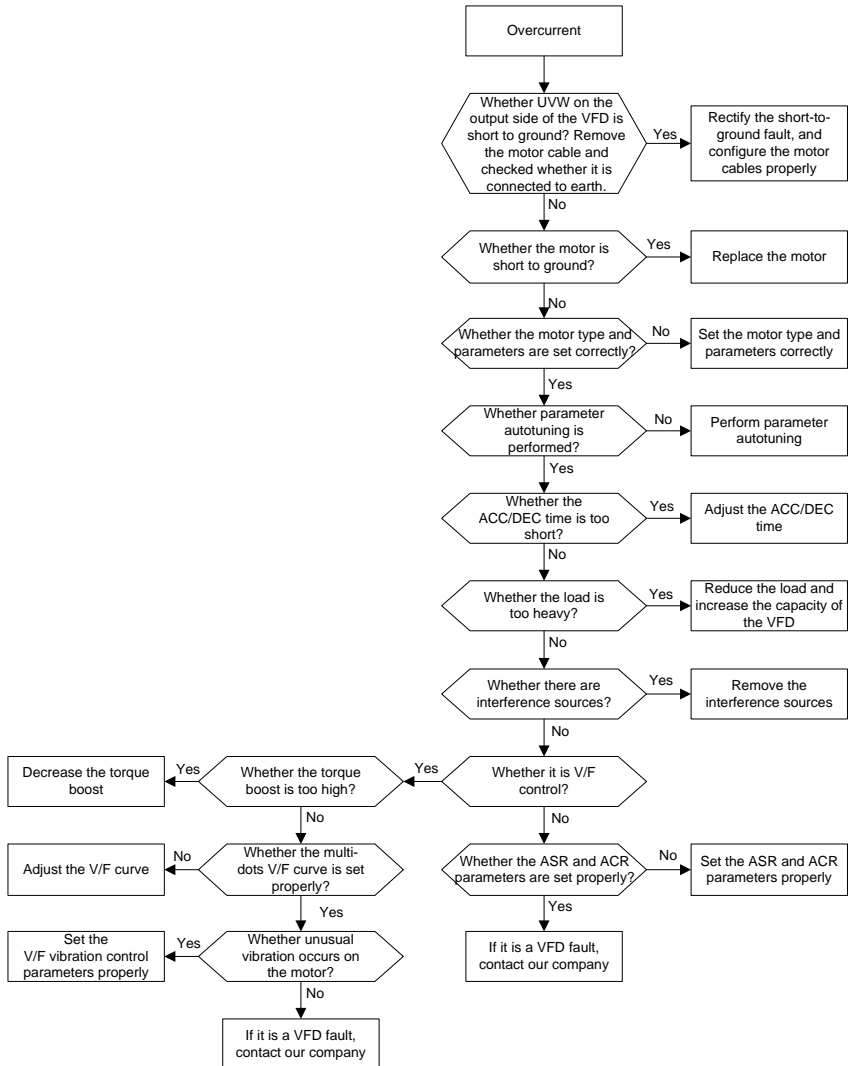 Overcurrent
Whether UVW on the
output side of the VFD is
short to ground? Remove
the motor cable and
checked whether it is
connected to earth.
Yes
Rectify the short-to-
ground fault, and
configure the motor
cables properly
No
Whether the motor is
short to ground?
Yes
Replace the motor
No
Whether the motor type and
parameters are set correctly?
No
Set the motor type and
parameters correctly
Yes
Whether parameter
autotuning is
performed?
No
Perform parameter
autotuning
Yes
Whether the
ACC/DEC time is too
short?
Yes
Adjust the ACC/DEC
time
No
Whether the load is
too heavy?
Yes
Reduce the load and
increase the capacity of
the VFD
No
Whether there are
interference sources?
Yes
Remove the
interference sources
No
Whether it is V/F
control?
Yes
Whether the torque
boost is too high?
Yes
Decrease the torque
boost
No
Whether the multi-
dots V/F curve is set
properly?
No
Adjust the V/F curve
Yes
Whether unusual
vibration occurs on
the motor?
Yes
Set the
V/F vibration control
parameters properly
No
If it is a VFD fault,
contact our company
No
Whether the ASR and ACR
parameters are set properly?
No
Set the ASR and ACR
parameters properly
Yes
If it is a VFD fault,
contact our company